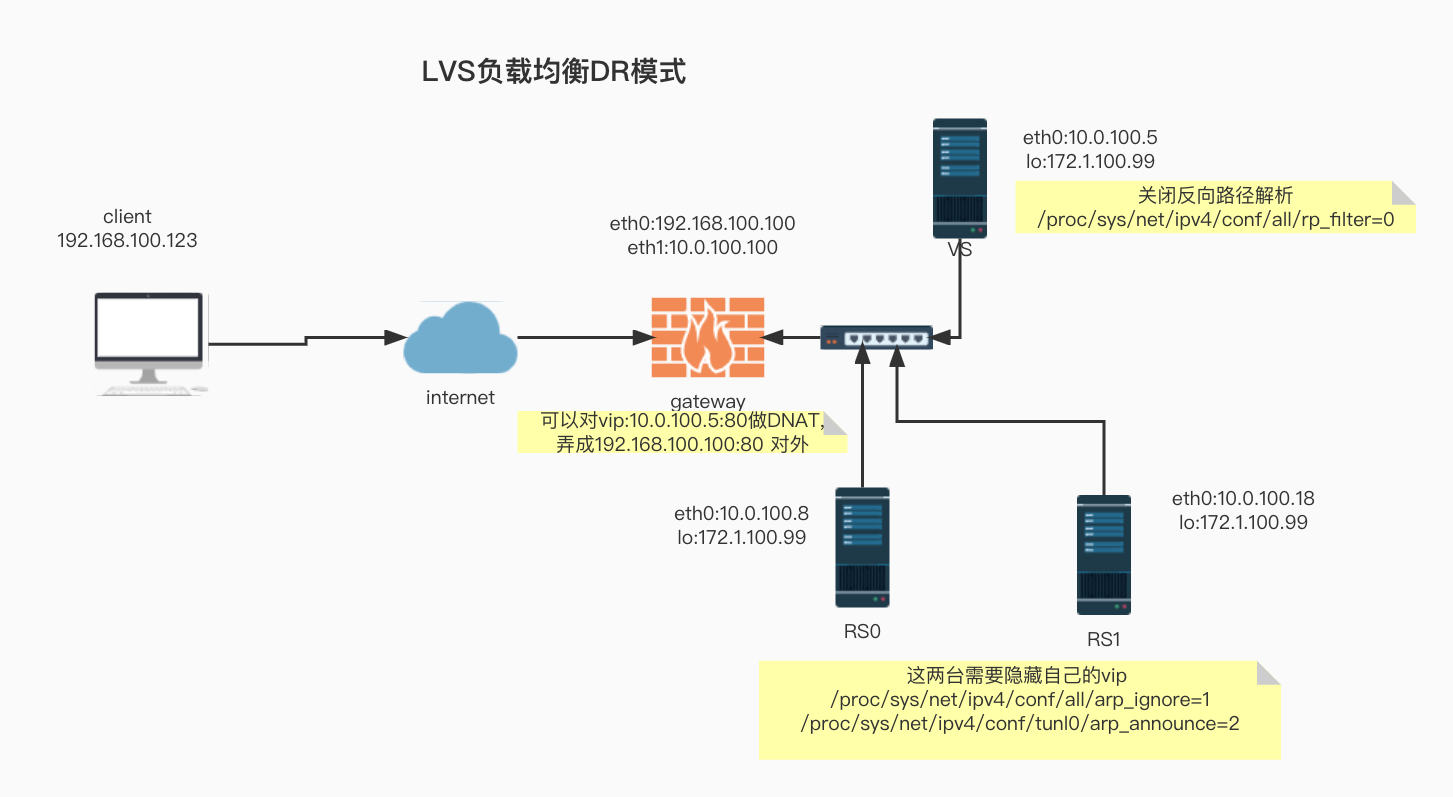 LVS负载均衡DR模式
eth0:10.0.100.5
lo:172.1.100.99
关闭反向路径解析
/proc/sys/net/ipv4/conf/all/rp_filter=0
VS
client
192.168.100.123
eth0:192.168.100.100
eth1:10.0.100.100
internet
gateway
可以对vip:10.0.100.5:80做DNAT,
弄成192.168.100.100:80 对外
eth0:10.0.100.8
lo:172.1.100.99
eth0:10.0.100.18
lo:172.1.100.99
RS0
RS1
这两台需要隐藏自己的vip
/proc/sys/net/ipv4/conf/all/arp_ignore=1
/proc/sys/net/ipv4/conf/tunl0/arp_announce=2